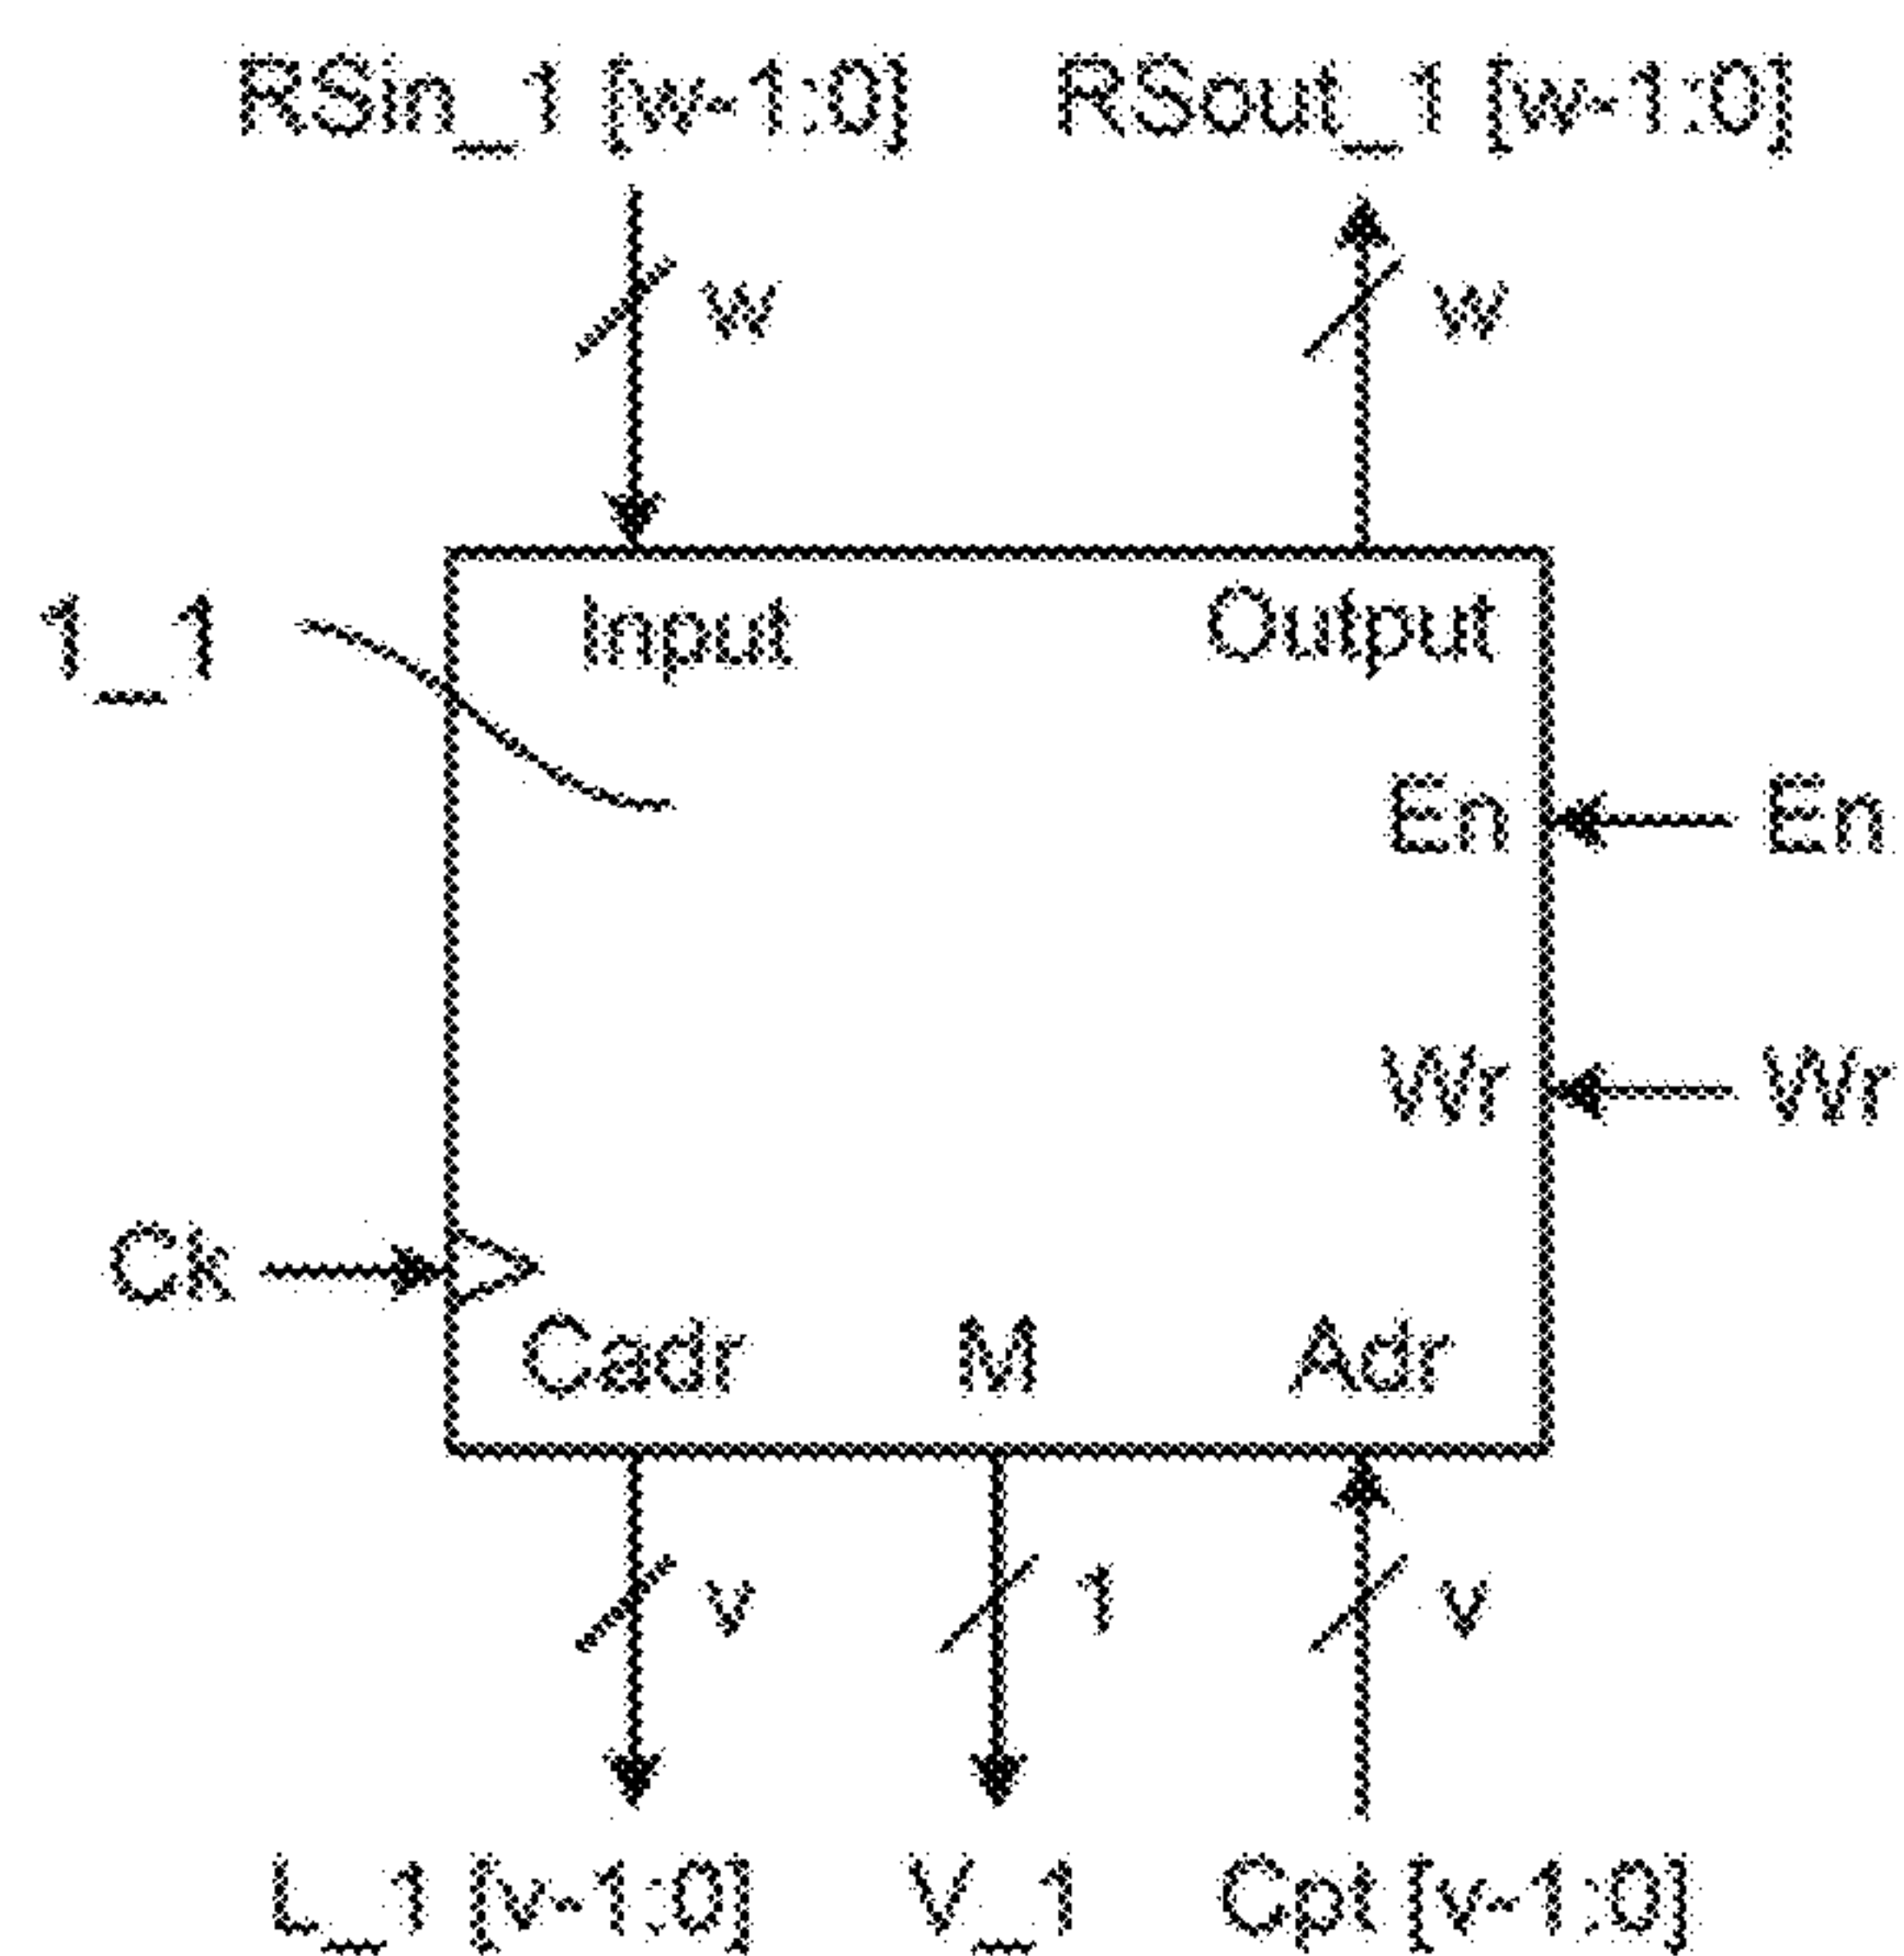 RSin_1 [w-1:0] RSout_1 [w-1:0]
w w
1_1 Input Output
En En
Wr Wr
Ck
Cadr M Adr
v 1 v
L_1 [v-1:0] V_1 Cpt [v-1:0]